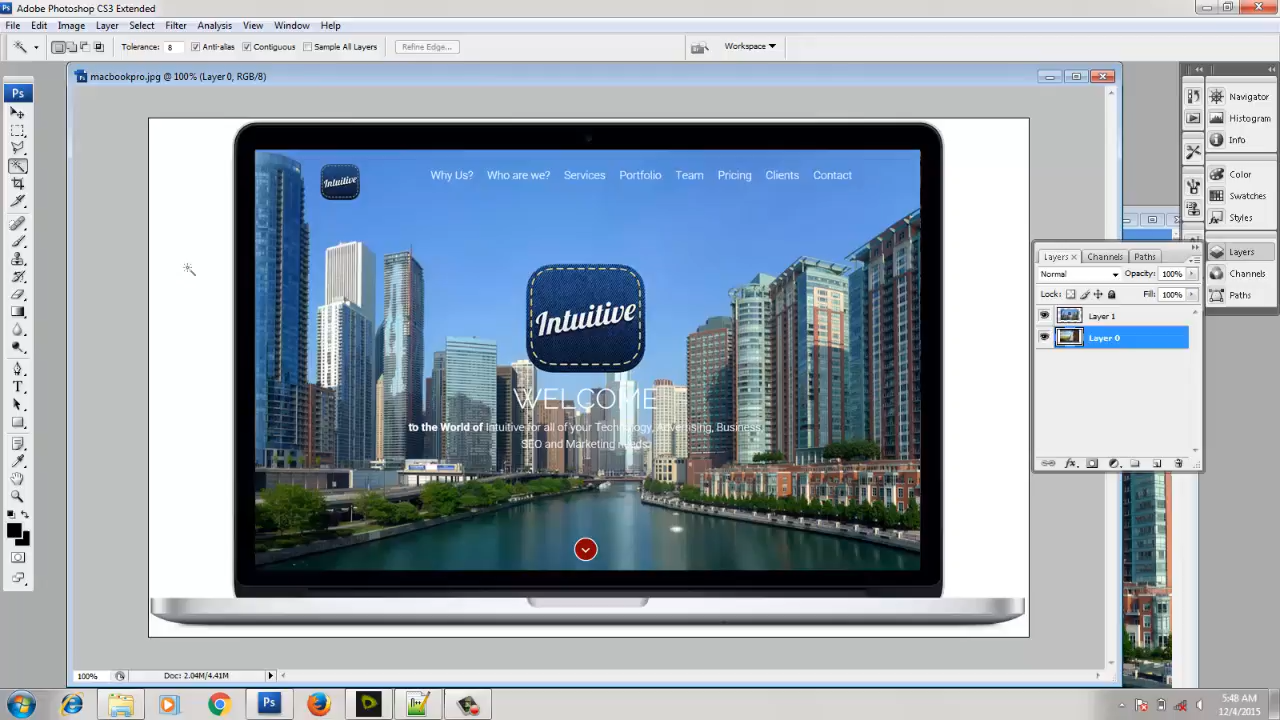 Adobe Photoshop CS3 Extended
File Edit Image Layer Select Filter Analysis View Window Help
Tolerance: 8 Anti-alias Contiguous Sample All Layers Refine Edge... Workspace
macbookpro.jpg @ 100% (Layer 0, RGB/8)
Ps
Intuitive Why Us? Who are we? Services Portfolio Team Pricing Clients Contact
Intuitive
WELCOME
to the World of Intuitive for all of your Technology, Advertising, Business
SEO and Marketing needs.
Navigator
Histogram
Info
Color
Swatches
Styles
Layers
Channels
Paths
Layers Channels Paths
Normal Opacity: 100%
Lock: Fill: 100%
Layer 1
Layer 0
100% Doc: 2.04M/4.41M
Ps
5:48 AM
12/4/2015